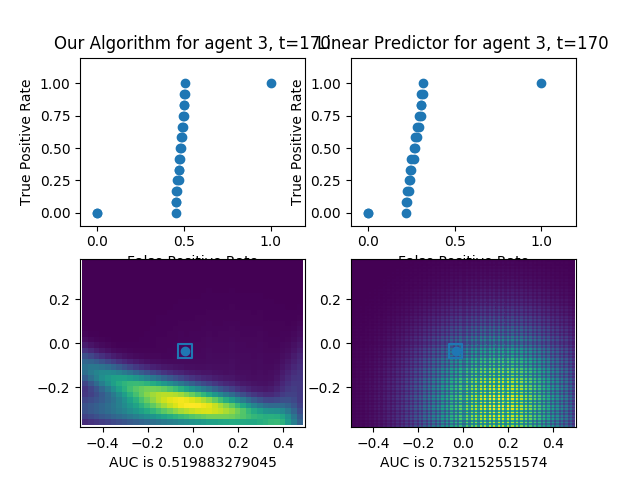 Our Algorithm for agent 3, t=170
Linear Predictor for agent 3, t=170
True Positive Rate
1.00
0.75
0.50
0.25
0.00
0.0 0.5 1.0
False Positive Rate
True Positive Rate
1.00
0.75
0.50
0.25
0.00
0.0 0.5 1.0
False Positive Rate
0.2
0.0
−0.2
−0.4 −0.2 0.0 0.2 0.4
AUC is 0.519883279045
0.2
0.0
−0.2
−0.4 −0.2 0.0 0.2 0.4
AUC is 0.732152551574